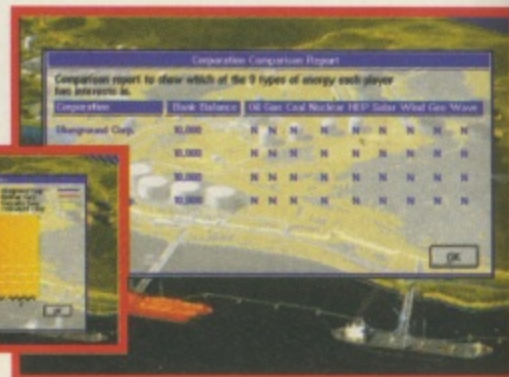 Corporation Comparison Report
Comparison report to show which of the 9 types of energy each player
has interests in.
Corporation Bank Balance Oil Gas Coal Nuclear HEP Solar Wind Geo Wave
Corp. 10,000 N N N N N N N N N
10,000 N N N N N N N N N
10,000 N N N N N N N N N
10,000 N N N N N N N N N
OK